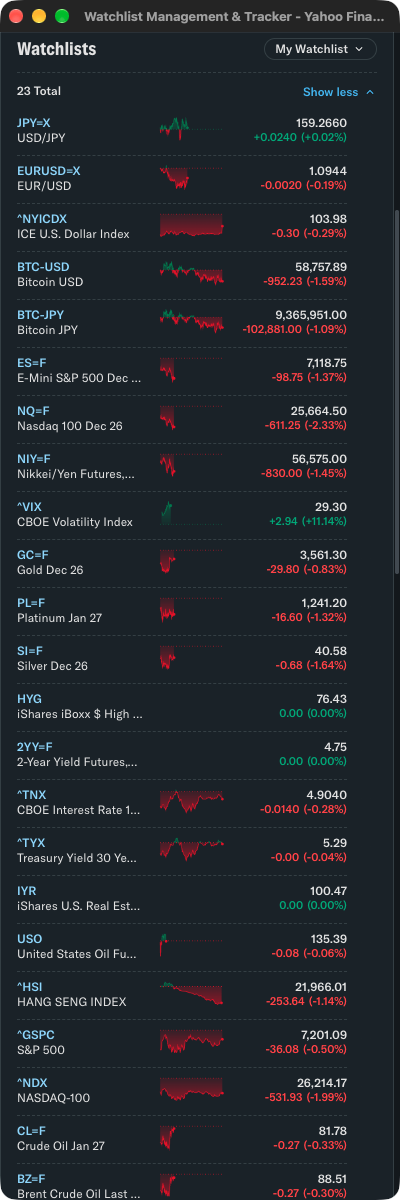 Watchlist Management & Tracker - Yahoo Fina...
Watchlists
My Watchlist
23 Total
Show less
JPY=X
159.2660
USD/JPY
+0.0240 (+0.02%)
EURUSD=X
1.0944
EUR/USD
-0.0020 (-0.19%)
^NYICDX
103.98
ICE U.S. Dollar Index
-0.30 (-0.29%)
BTC-USD
58,757.89
Bitcoin USD
-952.23 (-1.59%)
BTC-JPY
9,365,951.00
Bitcoin JPY
-102,881.00 (-1.09%)
ES=F
7,118.75
E-Mini S&P 500 Dec ...
-98.75 (-1.37%)
NQ=F
25,664.50
Nasdaq 100 Dec 26
-611.25 (-2.33%)
NIY=F
56,575.00
Nikkei/Yen Futures,...
-830.00 (-1.45%)
^VIX
29.30
CBOE Volatility Index
+2.94 (+11.14%)
GC=F
3,561.30
Gold Dec 26
-29.80 (-0.83%)
PL=F
1,241.20
Platinum Jan 27
-16.60 (-1.32%)
SI=F
40.58
Silver Dec 26
-0.68 (-1.64%)
HYG
76.43
iShares iBoxx $ High ...
0.00 (0.00%)
2YY=F
4.75
2-Year Yield Futures,...
0.00 (0.00%)
^TNX
4.9040
CBOE Interest Rate 1...
-0.0140 (-0.28%)
^TYX
5.29
Treasury Yield 30 Ye...
-0.00 (-0.04%)
IYR
100.47
iShares U.S. Real Est...
0.00 (0.00%)
USO
135.39
United States Oil Fu...
-0.08 (-0.06%)
^HSI
21,966.01
HANG SENG INDEX
-253.64 (-1.14%)
^GSPC
7,201.09
S&P 500
-36.08 (-0.50%)
^NDX
26,214.17
NASDAQ-100
-531.93 (-1.99%)
CL=F
81.78
Crude Oil Jan 27
-0.27 (-0.33%)
BZ=F
88.51
Brent Crude Oil Last ...
-0.27 (-0.30%)